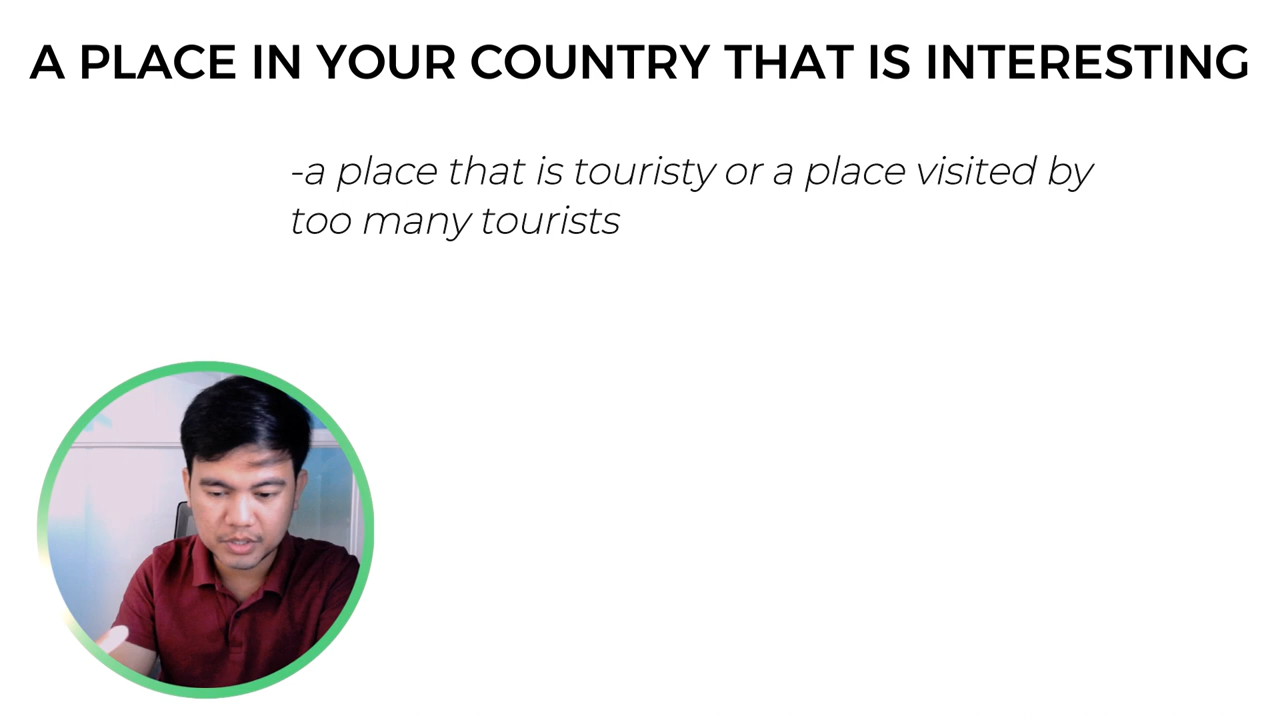 A PLACE IN YOUR COUNTRY THAT IS INTERESTING
-a place that is touristy or a place visited by
too many tourists